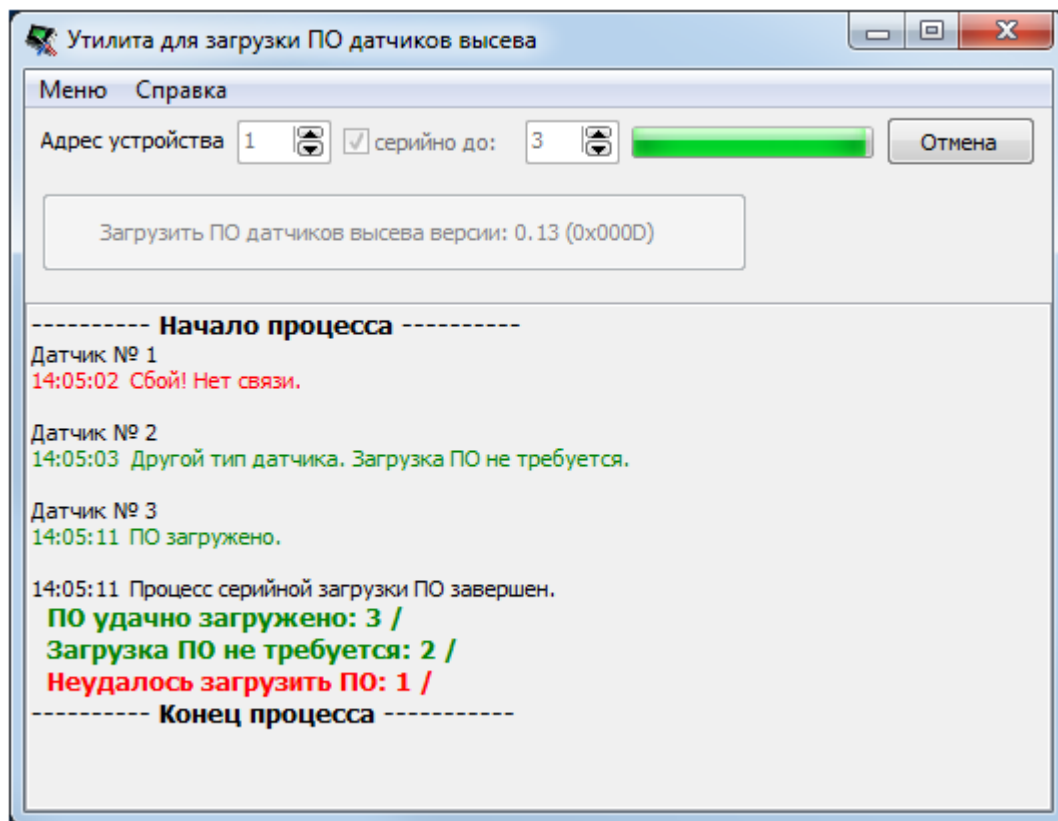 Утилита для загрузки ПО датчиков высева
Меню Справка
Адрес устройства 1 серийно до: 3 Отмена
Загрузить ПО датчиков высева версии: 0.13 (0x000D)
---------- Начало процесса ----------
Датчик № 1
14:05:02 Сбой! Нет связи.
Датчик № 2
14:05:03 Другой тип датчика. Загрузка ПО не требуется.
Датчик № 3
14:05:11 ПО загружено.
14:05:11 Процесс серийной загрузки ПО завершен.
ПО удачно загружено: 3 /
Загрузка ПО не требуется: 2 /
Неудалось загрузить ПО: 1 /
---------- Конец процесса -----------